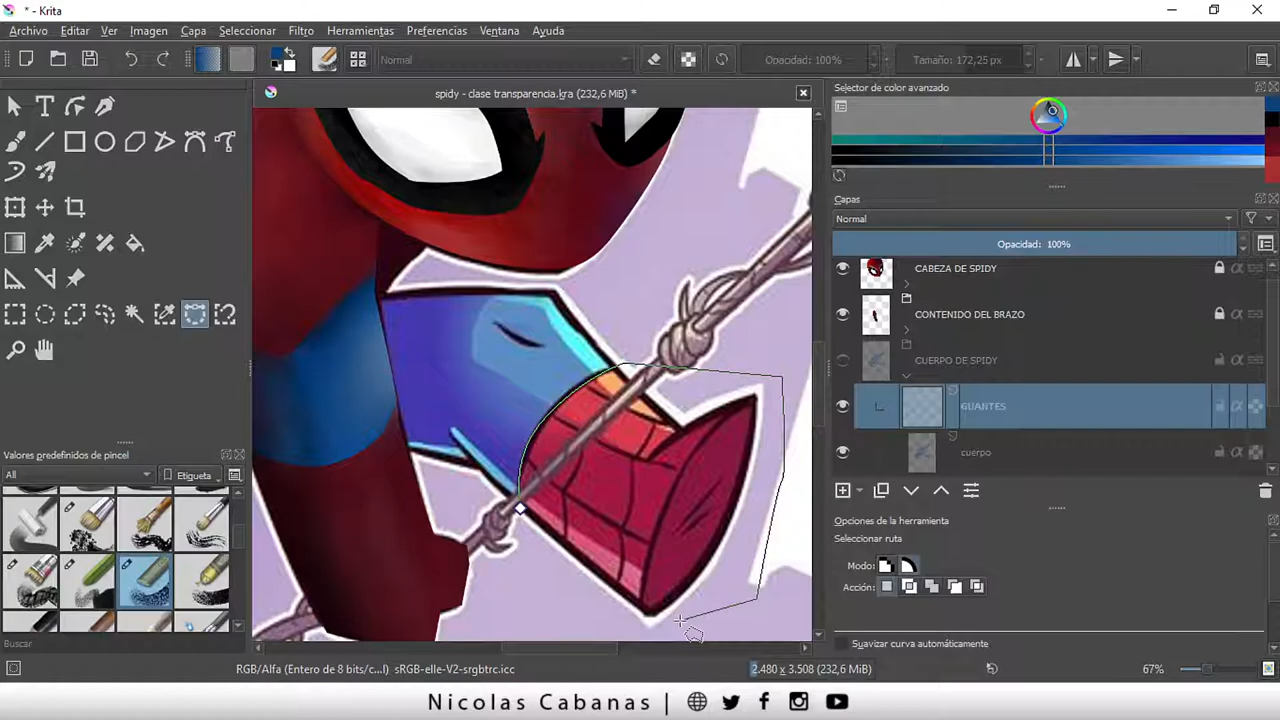 * - Krita
Archivo Editar Ver Imagen Capa Seleccionar Filtro Herramientas Preferencias Ventana Ayuda
Normal Opacidad: 100% Tamaño: 172,25 px
spidy - clase transparencia.kra (232,6 MiB) *
Selector de color avanzado
Capas
Normal
Opacidad: 100%
CABEZA DE SPIDY
CONTENIDO DEL BRAZO
CUERPO DE SPIDY
GUANTES
cuerpo
Valores predefinidos de pincel
All Etiqueta
Opciones de la herramienta
Seleccionar ruta
Modo:
Acción:
Suavizar curva automáticamente
Buscar
RGB/Alfa (Entero de 8 bits/c...l) sRGB-elle-V2-srgbtrc.icc 2.480 x 3.508 (232,6 MiB) 67%
Nicolas Cabanas |